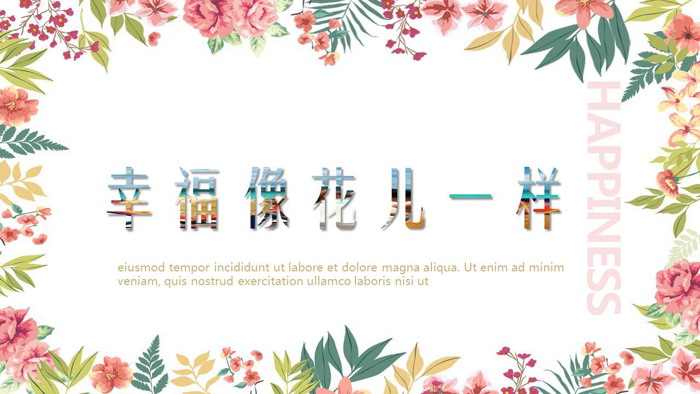 幸福像花儿一样
eiusmod tempor incididunt ut labore et dolore magna aliqua. Ut enim ad minim
veniam, quis nostrud exercitation ullamco laboris nisi ut
HAPPINESS